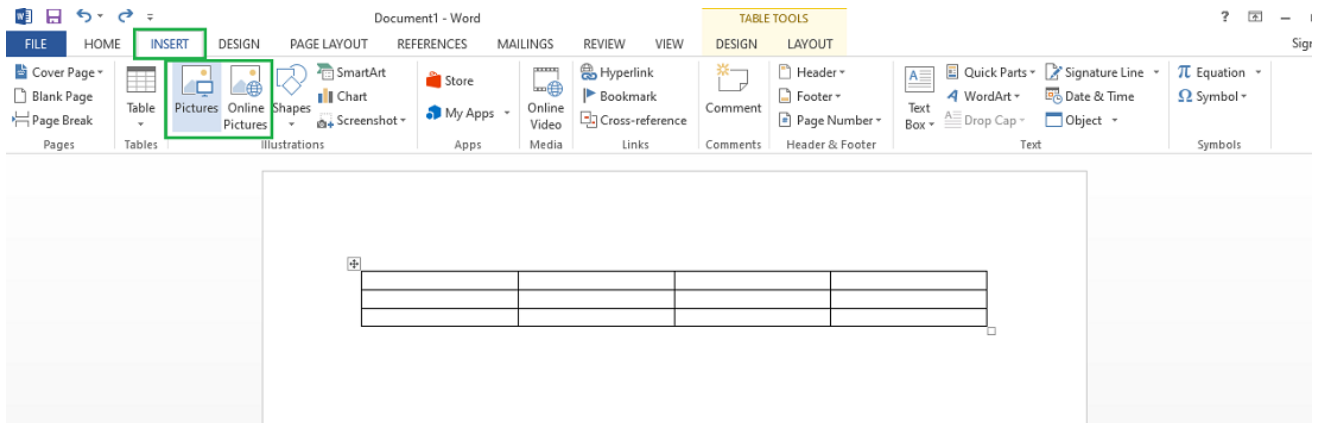 Document1 - Word
TABLE TOOLS
?
FILE HOME INSERT DESIGN PAGE LAYOUT REFERENCES MAILINGS REVIEW VIEW DESIGN LAYOUT
Cover Page
Blank Page
Page Break
Pages
Table
Tables
Pictures
Online
Pictures
Shapes
SmartArt
Chart
Screenshot
Illustrations
Store
My Apps
Apps
Online
Video
Media
Hyperlink
Bookmark
Cross-reference
Links
Comment
Comments
Header
Footer
Page Number
Header & Footer
Text
Box
Quick Parts
WordArt
Drop Cap
Signature Line
Date & Time
Object
Text
π Equation
Ω Symbol
Symbols